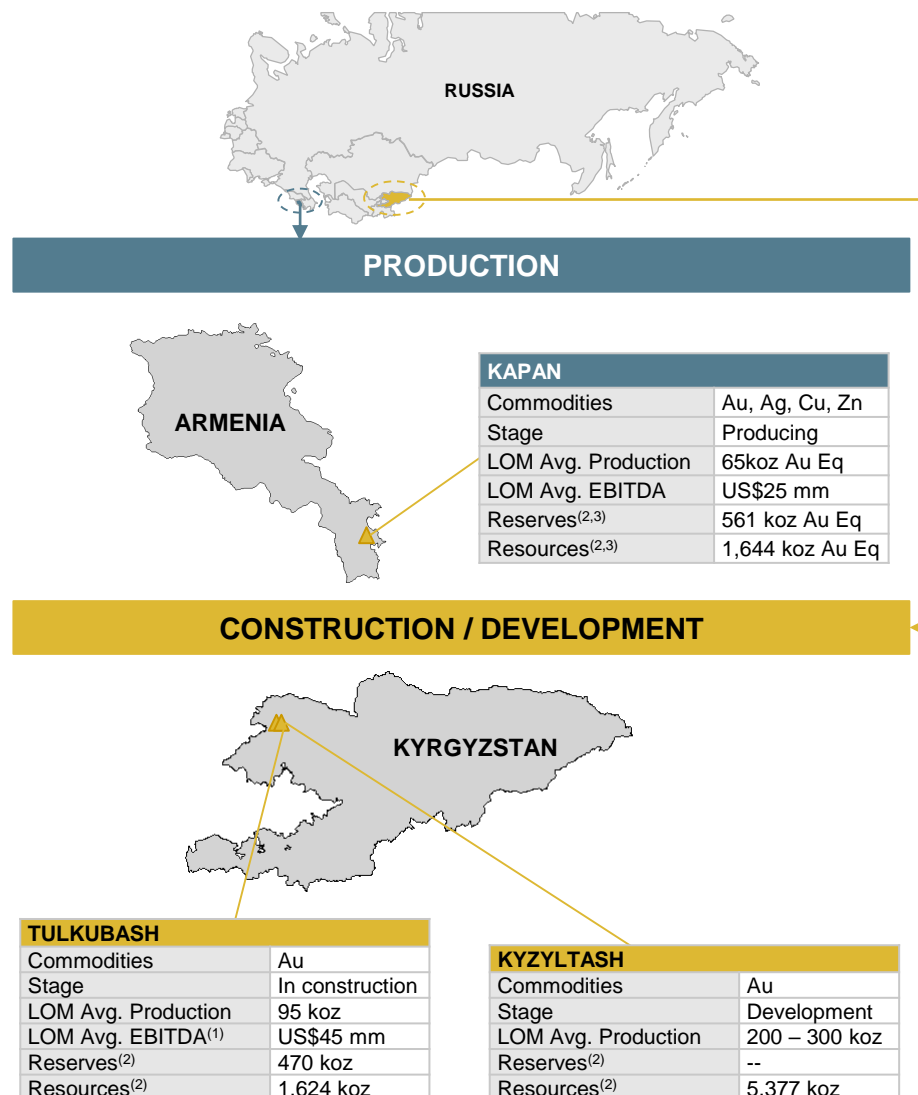 RUSSIA
PRODUCTION
ARMENIA
KAPAN
Commodities Au, Ag, Cu, Zn
Stage Producing
LOM Avg. Production 65koz Au Eq
LOM Avg. EBITDA US$25 mm
Reserves(2,3) 561 koz Au Eq
Resources(2,3) 1,644 koz Au Eq
CONSTRUCTION / DEVELOPMENT
KYRGYZSTAN
TULKUBASH
Commodities Au
Stage In construction
LOM Avg. Production 95 koz
LOM Avg. EBITDA(1) US$45 mm
Reserves(2) 470 koz
Resources(2) 1,624 koz
KYZYLTASH
Commodities Au
Stage Development
LOM Avg. Production 200 – 300 koz
Reserves(2) --
Resources(2) 5,377 koz